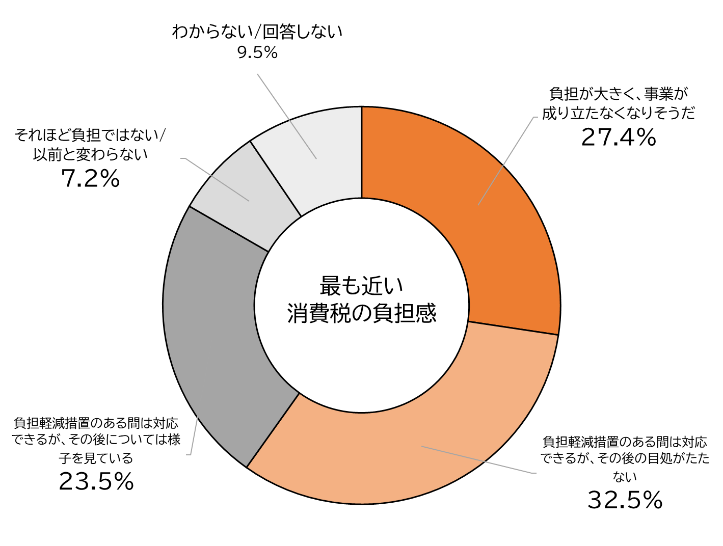 わからない/回答しない
9.5%
負担が大きく、事業が
成り立たなくなりそうだ
27.4%
それほど負担ではない/
以前と変わらない
7.2%
最も近い
消費税の負担感
負担軽減措置のある間は対応
できるが、その後については様
子を見ている
23.5%
負担軽減措置のある間は対応
できるが、その後の目処がたた
ない
32.5%